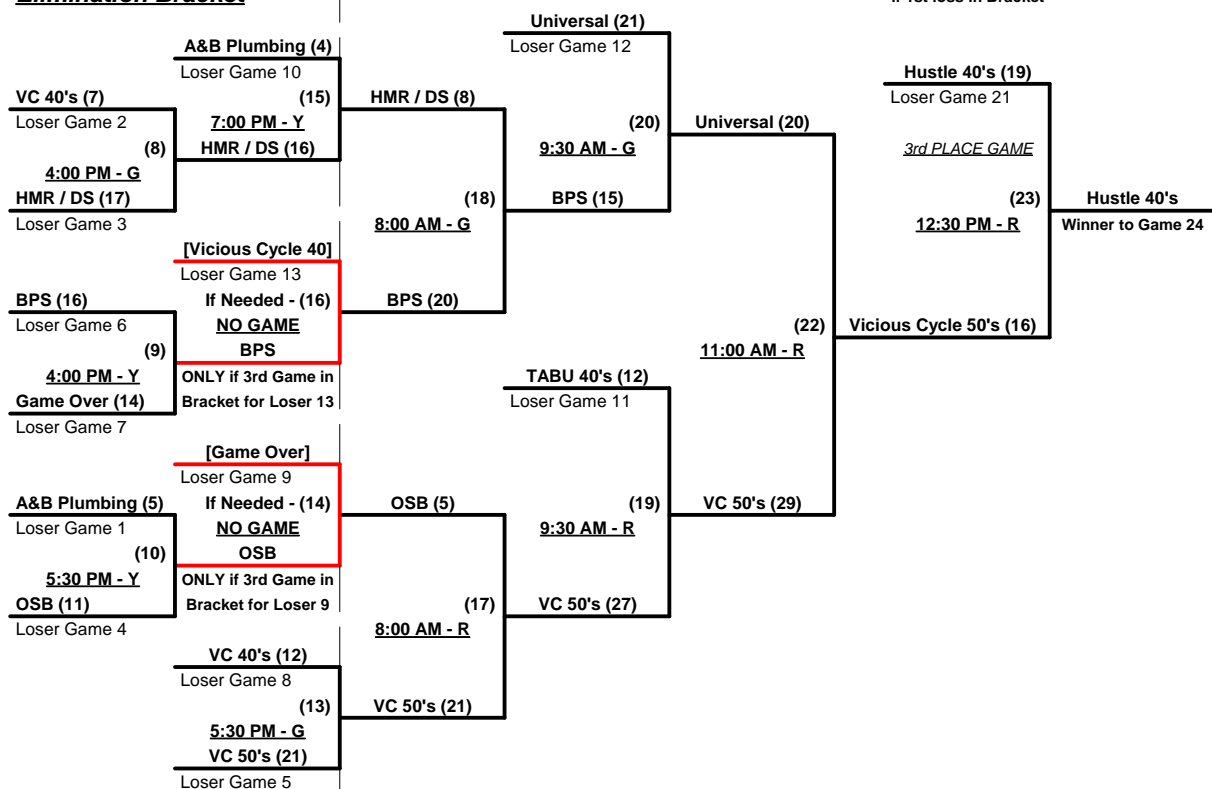 Elimination Bracket
If 1st loss in Bracket
Universal (21)
Loser Game 12
A&B Plumbing (4)
Loser Game 10
(15)
7:00 PM - Y
HMR / DS (16)
VC 40's (7)
Loser Game 2
(8)
4:00 PM - G
HMR / DS (17)
Loser Game 3
HMR / DS (8)
(18)
8:00 AM - G
BPS (20)
(20)
9:30 AM - G
BPS (15)
Universal (20)
Hustle 40's (19)
Loser Game 21
3rd PLACE GAME
(23)
12:30 PM - R
Hustle 40's
Winner to Game 24
[Vicious Cycle 40]
Loser Game 13
If Needed - (16)
NO GAME
BPS
ONLY if 3rd Game in
Bracket for Loser 13
BPS (16)
Loser Game 6
(9)
4:00 PM - Y
Game Over (14)
Loser Game 7
(22)
11:00 AM - R
Vicious Cycle 50's (16)
TABU 40's (12)
Loser Game 11
(19)
9:30 AM - R
VC 50's (29)
[Game Over]
Loser Game 9
If Needed - (14)
NO GAME
OSB
ONLY if 3rd Game in
Bracket for Loser 9
A&B Plumbing (5)
Loser Game 1
(10)
5:30 PM - Y
OSB (11)
Loser Game 4
OSB (5)
(17)
8:00 AM - R
VC 50's (27)
VC 40's (12)
Loser Game 8
(13)
5:30 PM - G
VC 50's (21)
Loser Game 5
VC 50's (21)